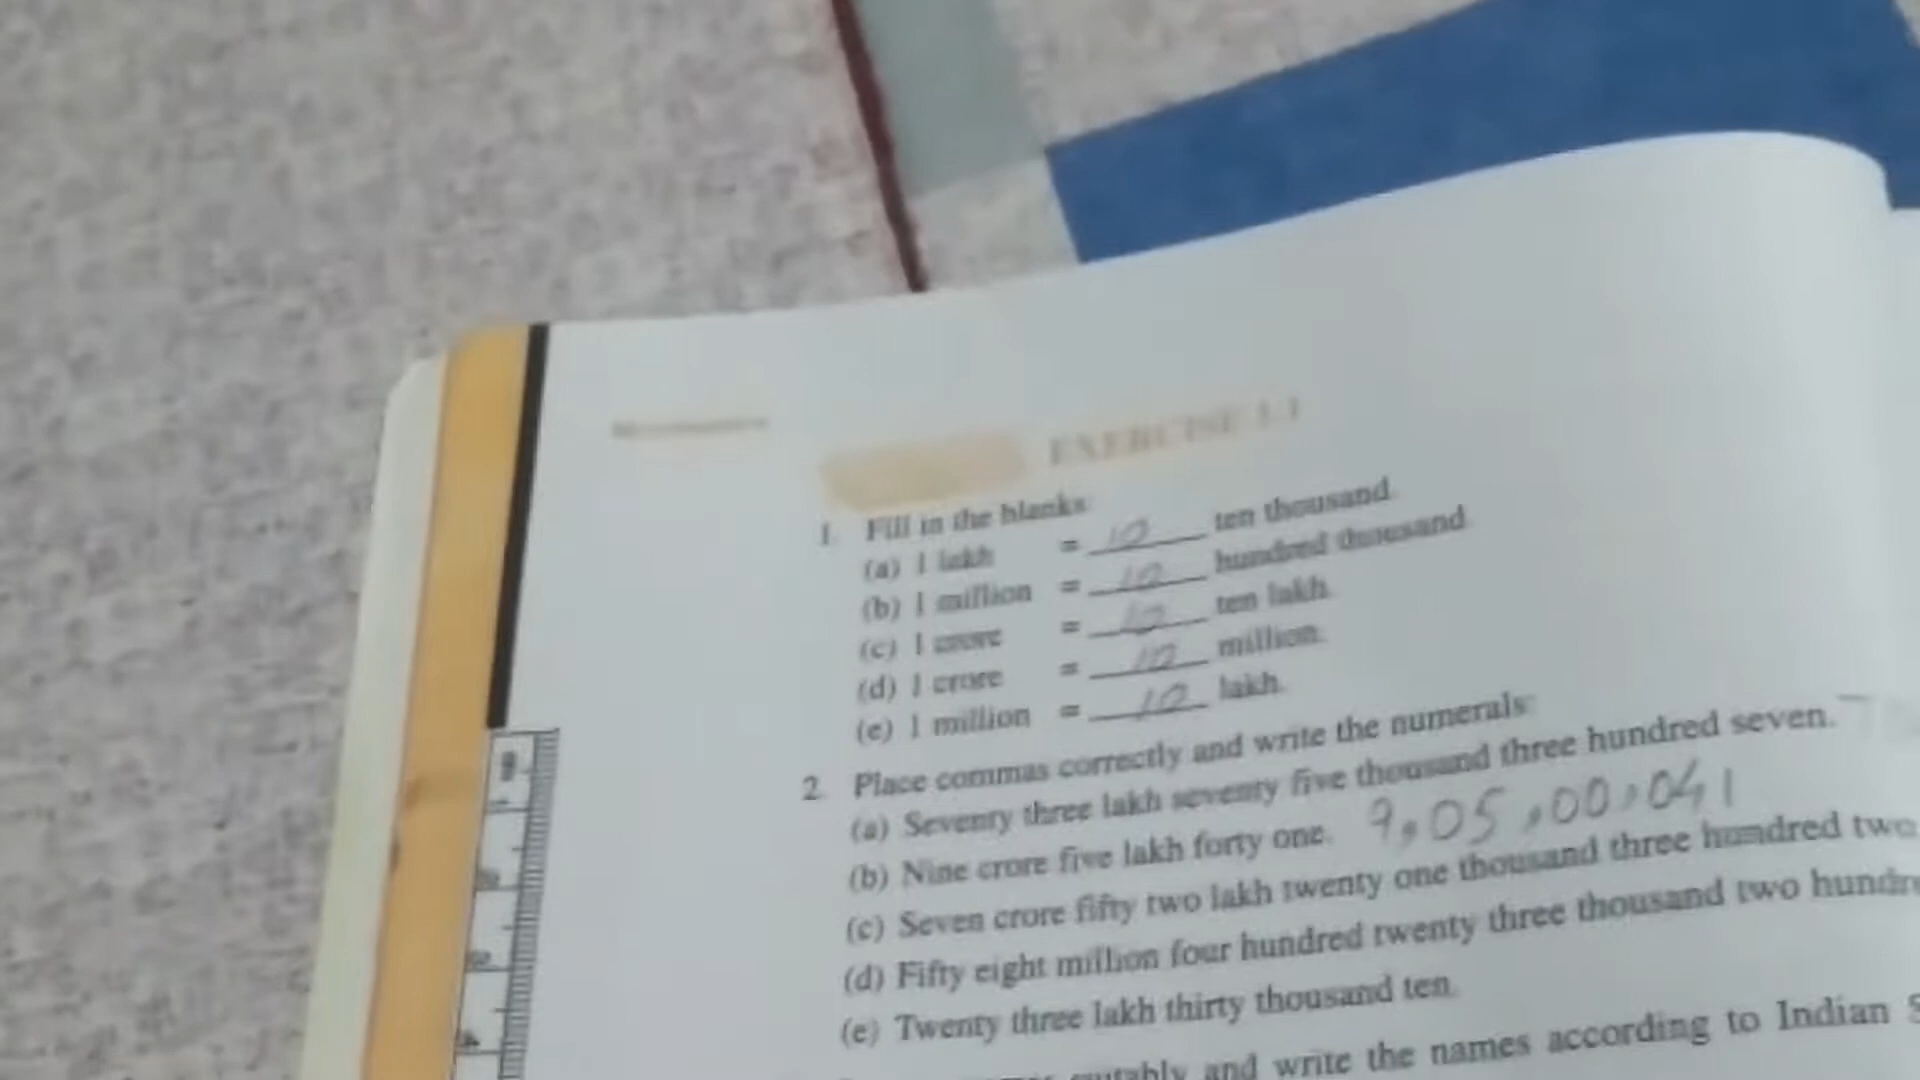 EXERCISE 1.1
1. Fill in the blanks:
(a) 1 lakh = 10 ten thousand.
(b) 1 million = 10 hundred thousand.
(c) 1 crore = 10 ten lakh.
(d) 1 crore = 10 million.
(e) 1 million = 10 lakh.
2. Place commas correctly and write the numerals:
(a) Seventy three lakh seventy five thousand three hundred seven.
(b) Nine crore five lakh forty one. 9,05,00,041
(c) Seven crore fifty two lakh twenty one thousand three hundred two
(d) Fifty eight million four hundred twenty three thousand two hundre
(e) Twenty three lakh thirty thousand ten.
and write the names according to Indian S